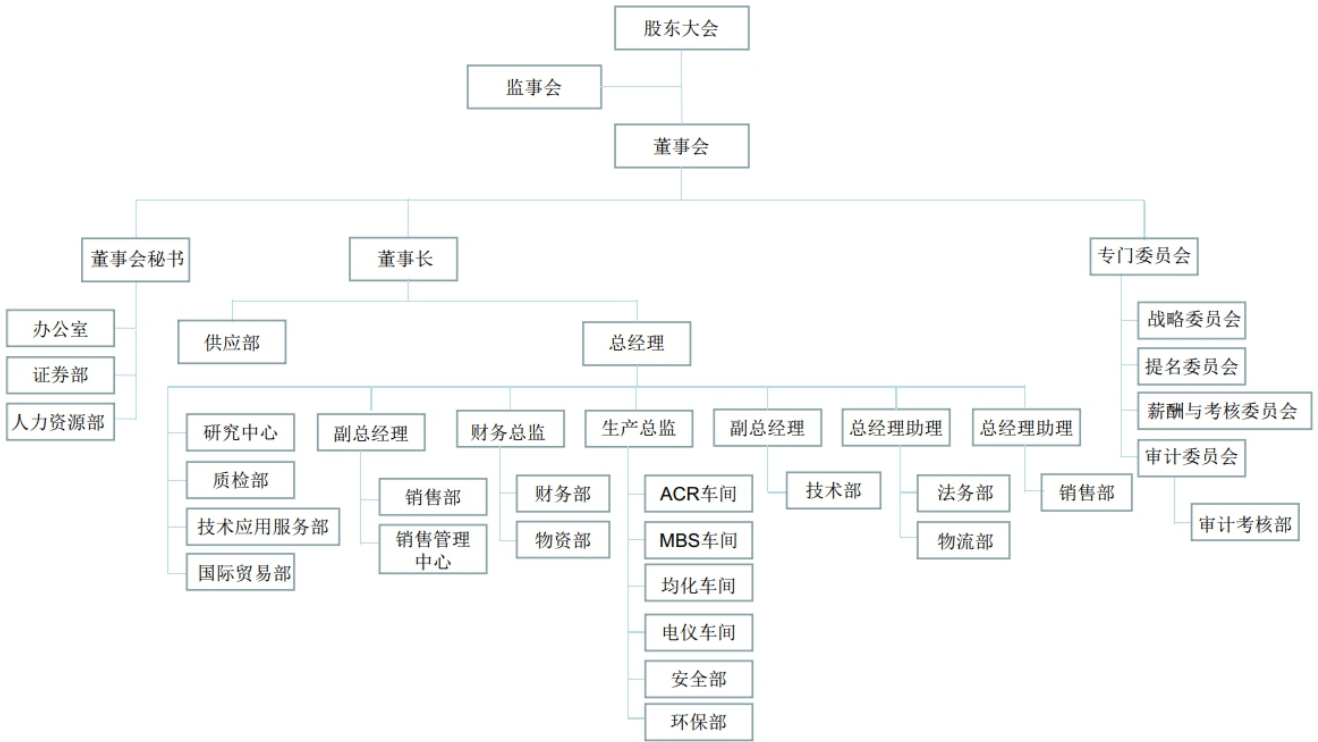 股东大会
监事会
董事会
董事会秘书
董事长
专门委员会
办公室
证券部
人力资源部
供应部
总经理
战略委员会
提名委员会
薪酬与考核委员会
审计委员会
审计考核部
研究中心
质检部
技术应用服务部
国际贸易部
副总经理
销售部
销售管理
中心
财务总监
财务部
物资部
生产总监
ACR车间
MBS车间
均化车间
电仪车间
安全部
环保部
副总经理
技术部
总经理助理
法务部
物流部
总经理助理
销售部